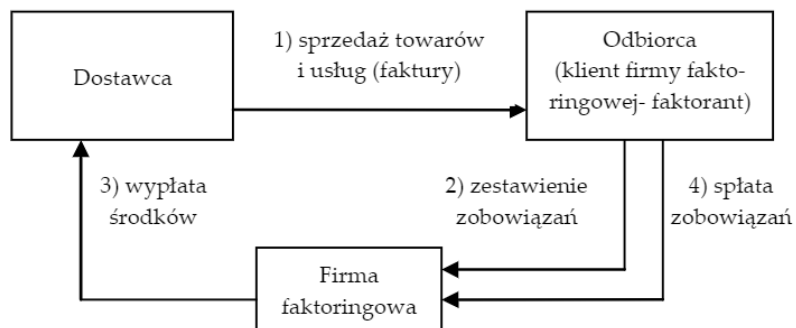 Dostawca
1) sprzedaż towarów
i usług (faktury)
Odbiorca
(klient firmy fakto-
ringowej- faktorant)
3) wypłata
środków
2) zestawienie
zobowiązań
4) spłata
zobowiązań
Firma
faktoringowa